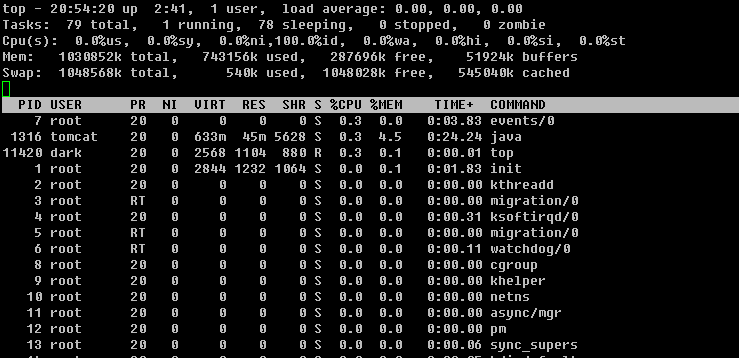 top - 20:54:20 up  2:41,  1 user,  load average: 0.00, 0.00, 0.00
Tasks:  79 total,   1 running,  78 sleeping,   0 stopped,   0 zombie
Cpu(s):  0.0%us,  0.0%sy,  0.0%ni,100.0%id,  0.0%wa,  0.0%hi,  0.0%si,  0.0%st
Mem:   1030852k total,   743156k used,   287696k free,    51924k buffers
Swap:  1048568k total,      540k used,  1048028k free,   545040k cached
PID USER      PR  NI  VIRT  RES  SHR S %CPU %MEM    TIME+  COMMAND
7 root      20   0     0    0    0 S  0.3  0.0   0:03.83 events/0
1316 tomcat    20   0  633m  45m 5628 S  0.3  4.5   0:24.24 java
11420 dark      20   0  2568 1104  880 R  0.3  0.1   0:00.01 top
1 root      20   0  2844 1232 1064 S  0.0  0.1   0:01.83 init
2 root      20   0     0    0    0 S  0.0  0.0   0:00.00 kthreadd
3 root      RT   0     0    0    0 S  0.0  0.0   0:00.00 migration/0
4 root      20   0     0    0    0 S  0.0  0.0   0:00.31 ksoftirqd/0
5 root      RT   0     0    0    0 S  0.0  0.0   0:00.00 migration/0
6 root      RT   0     0    0    0 S  0.0  0.0   0:00.11 watchdog/0
8 root      20   0     0    0    0 S  0.0  0.0   0:00.00 cgroup
9 root      20   0     0    0    0 S  0.0  0.0   0:00.00 khelper
10 root      20   0     0    0    0 S  0.0  0.0   0:00.00 netns
11 root      20   0     0    0    0 S  0.0  0.0   0:00.00 async/mgr
12 root      20   0     0    0    0 S  0.0  0.0   0:00.00 pm
13 root      20   0     0    0    0 S  0.0  0.0   0:00.06 sync_supers